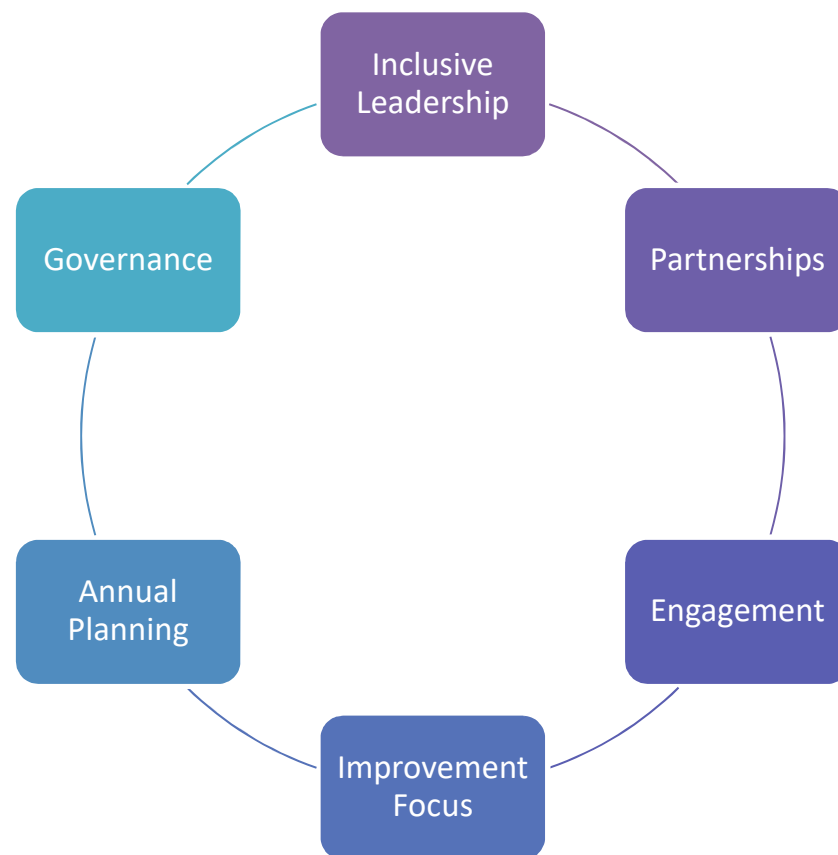 Inclusive
Leadership
Governance
Partnerships
Annual
Planning
Engagement
Improvement
Focus